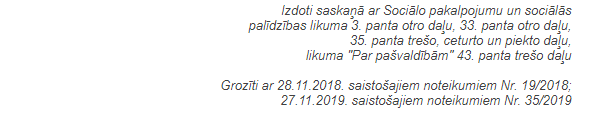 Izdoti saskaņā ar Sociālo pakalpojumu un sociālās
palīdzības likuma 3. panta otro daļu, 33. panta otro daļu,
35. panta trešo, ceturto un piekto daļu,
likuma "Par pašvaldībām" 43. panta trešo daļu
Grozīti ar 28.11.2018. saistošajiem noteikumiem Nr. 19/2018;
27.11.2019. saistošajiem noteikumiem Nr. 35/2019